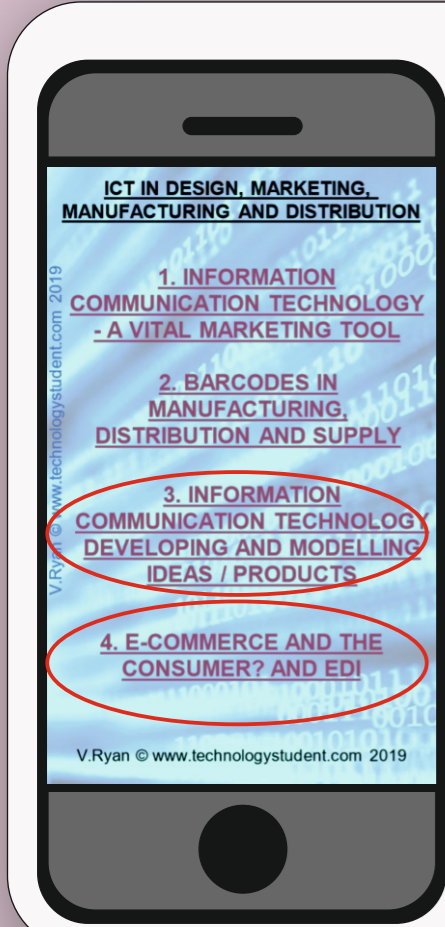 ICT IN DESIGN, MARKETING,
MANUFACTURING AND DISTRIBUTION
1. INFORMATION
COMMUNICATION TECHNOLOGY
- A VITAL MARKETING TOOL
2. BARCODES IN
MANUFACTURING,
DISTRIBUTION AND SUPPLY
3. INFORMATION
COMMUNICATION TECHNOLOGY
DEVELOPING AND MODELLING
IDEAS / PRODUCTS
4. E-COMMERCE AND THE
CONSUMER? AND EDI
V.Ryan © www.technologystudent.com 2019
V.Ryan © www.technologystudent.com 2019